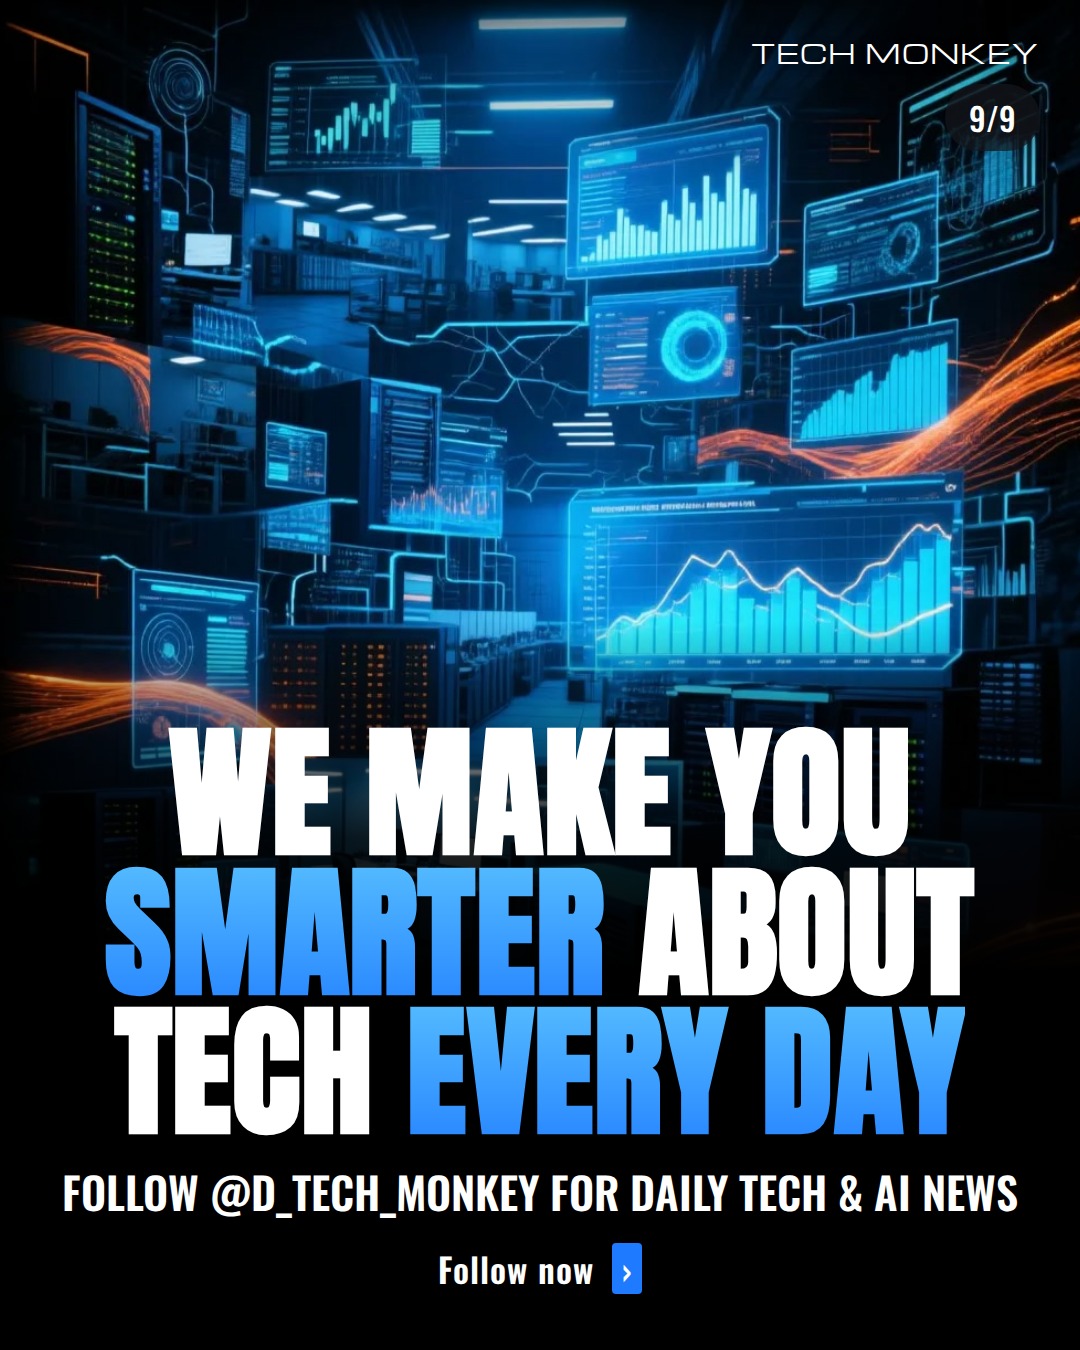 TECH MONKEY
9/9
WE MAKE YOU
SMARTER ABOUT
TECH EVERY DAY
FOLLOW @D_TECH_MONKEY FOR DAILY TECH & AI NEWS
Follow now ›